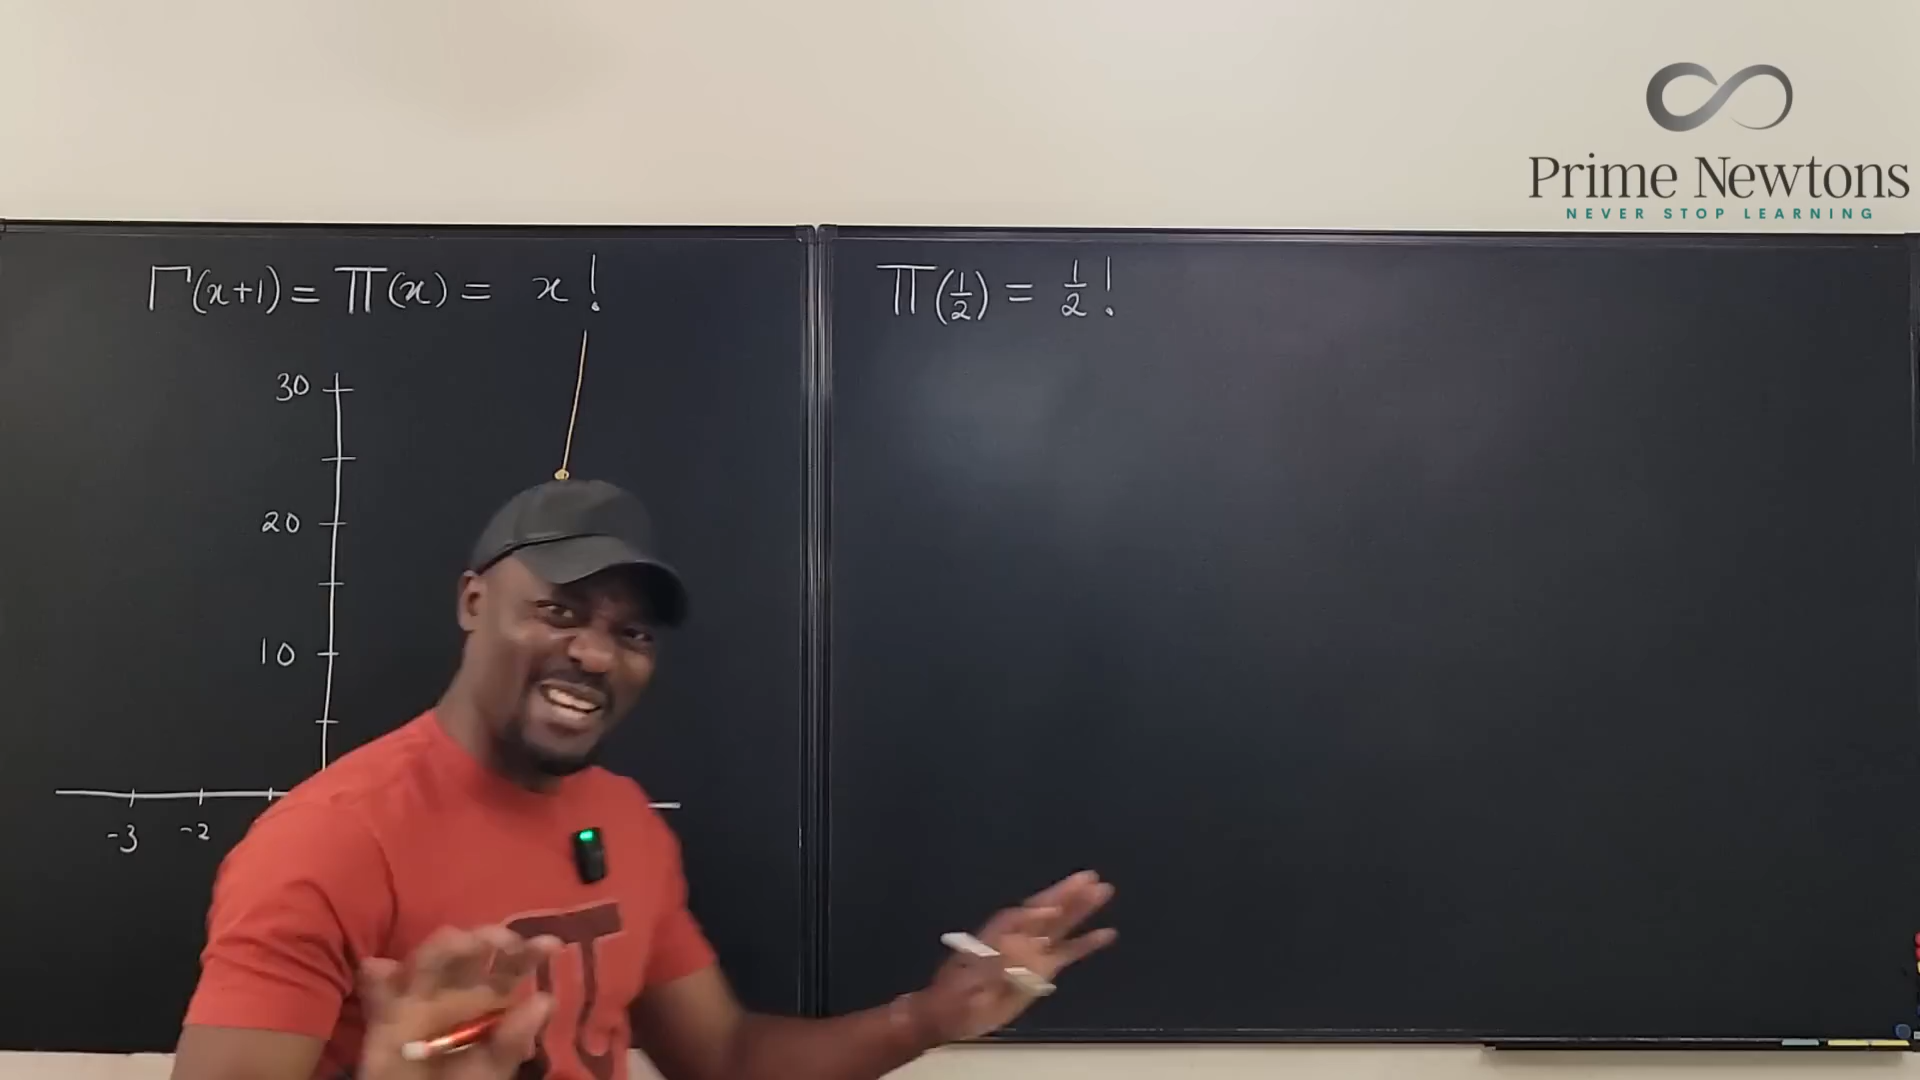 Prime Newtons
NEVER STOP LEARNING
Γ(x+1) = Π(x) = x!
30
20
10
-3 -2
Π(1/2) = 1/2!